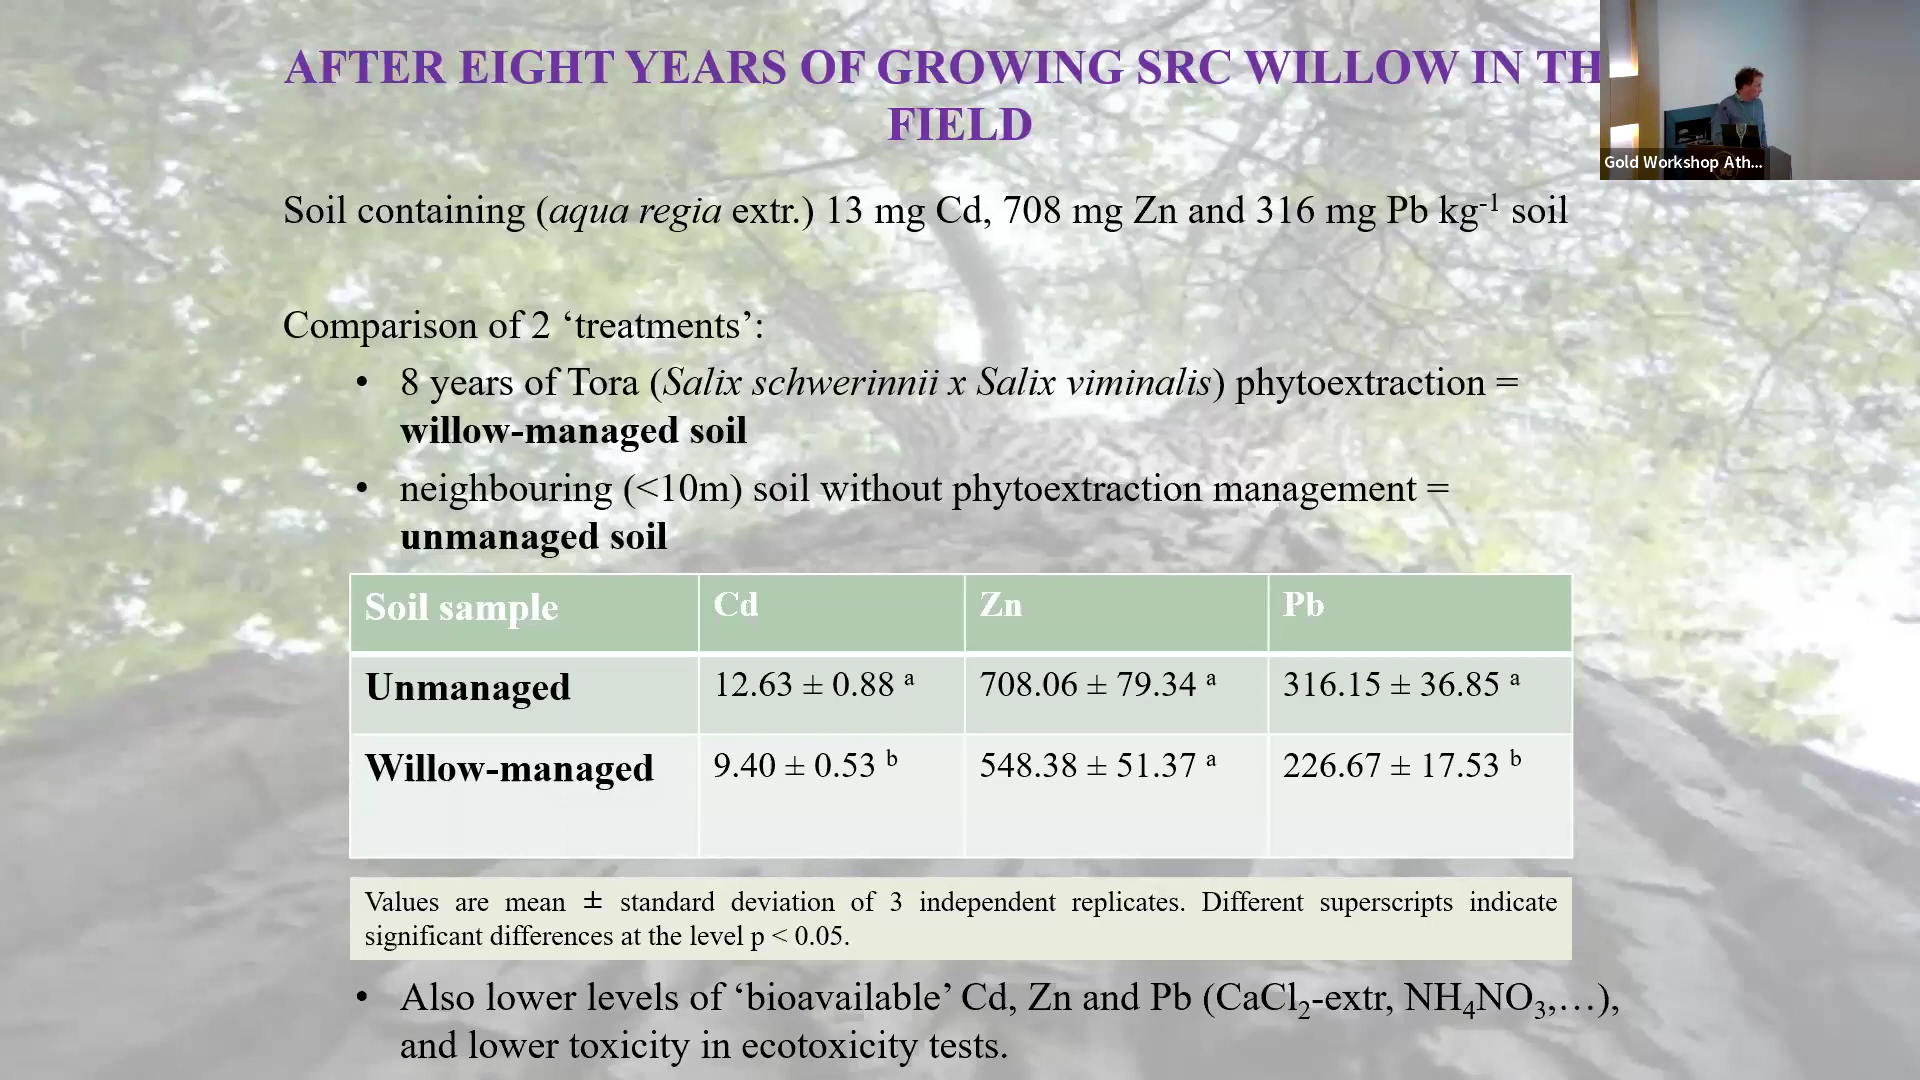 AFTER EIGHT YEARS OF GROWING SRC WILLOW IN TH
FIELD
Gold Workshop Ath...
Soil containing (aqua regia extr.) 13 mg Cd, 708 mg Zn and 316 mg Pb kg⁻¹ soil
Comparison of 2 ‘treatments’:
• 8 years of Tora (Salix schwerinnii x Salix viminalis) phytoextraction =
willow-managed soil
• neighbouring (<10m) soil without phytoextraction management =
unmanaged soil
Soil sample Cd Zn Pb
Unmanaged 12.63 ± 0.88 ᵃ 708.06 ± 79.34 ᵃ 316.15 ± 36.85 ᵃ
Willow-managed 9.40 ± 0.53 ᵇ 548.38 ± 51.37 ᵃ 226.67 ± 17.53 ᵇ
Values are mean ± standard deviation of 3 independent replicates. Different superscripts indicate
significant differences at the level p < 0.05.
• Also lower levels of ‘bioavailable’ Cd, Zn and Pb (CaCl₂-extr, NH₄NO₃,…),
and lower toxicity in ecotoxicity tests.